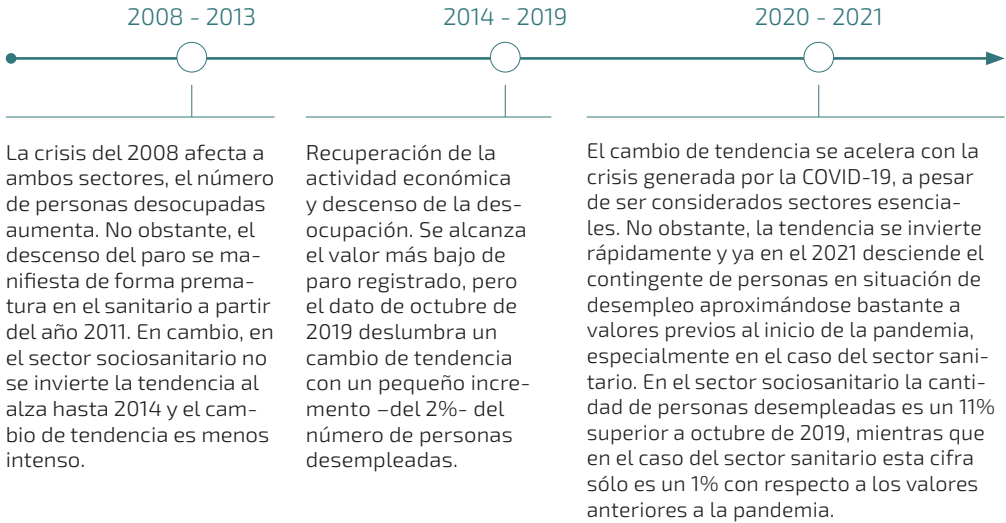 2008 - 2013
La crisis del 2008 afecta a
ambos sectores, el número
de personas desocupadas
aumenta. No obstante, el
descenso del paro se ma-
nifiesta de forma prema-
tura en el sanitario a partir
del año 2011. En cambio, en
el sector sociosanitario no
se invierte la tendencia al
alza hasta 2014 y el cam-
bio de tendencia es menos
intenso.
2014 - 2019
Recuperación de la
actividad económica
y descenso de la des-
ocupación. Se alcanza
el valor más bajo de
paro registrado, pero
el dato de octubre de
2019 deslumbra un
cambio de tendencia
con un pequeño incre-
mento –del 2%- del
número de personas
desempleadas.
2020 - 2021
El cambio de tendencia se acelera con la
crisis generada por la COVID-19, a pesar
de ser considerados sectores esencia-
les. No obstante, la tendencia se invierte
rápidamente y ya en el 2021 desciende el
contingente de personas en situación de
desempleo aproximándose bastante a
valores previos al inicio de la pandemia,
especialmente en el caso del sector sani-
tario. En el sector sociosanitario la canti-
dad de personas desempleadas es un 11%
superior a octubre de 2019, mientras que
en el caso del sector sanitario esta cifra
sólo es un 1% con respecto a los valores
anteriores a la pandemia.